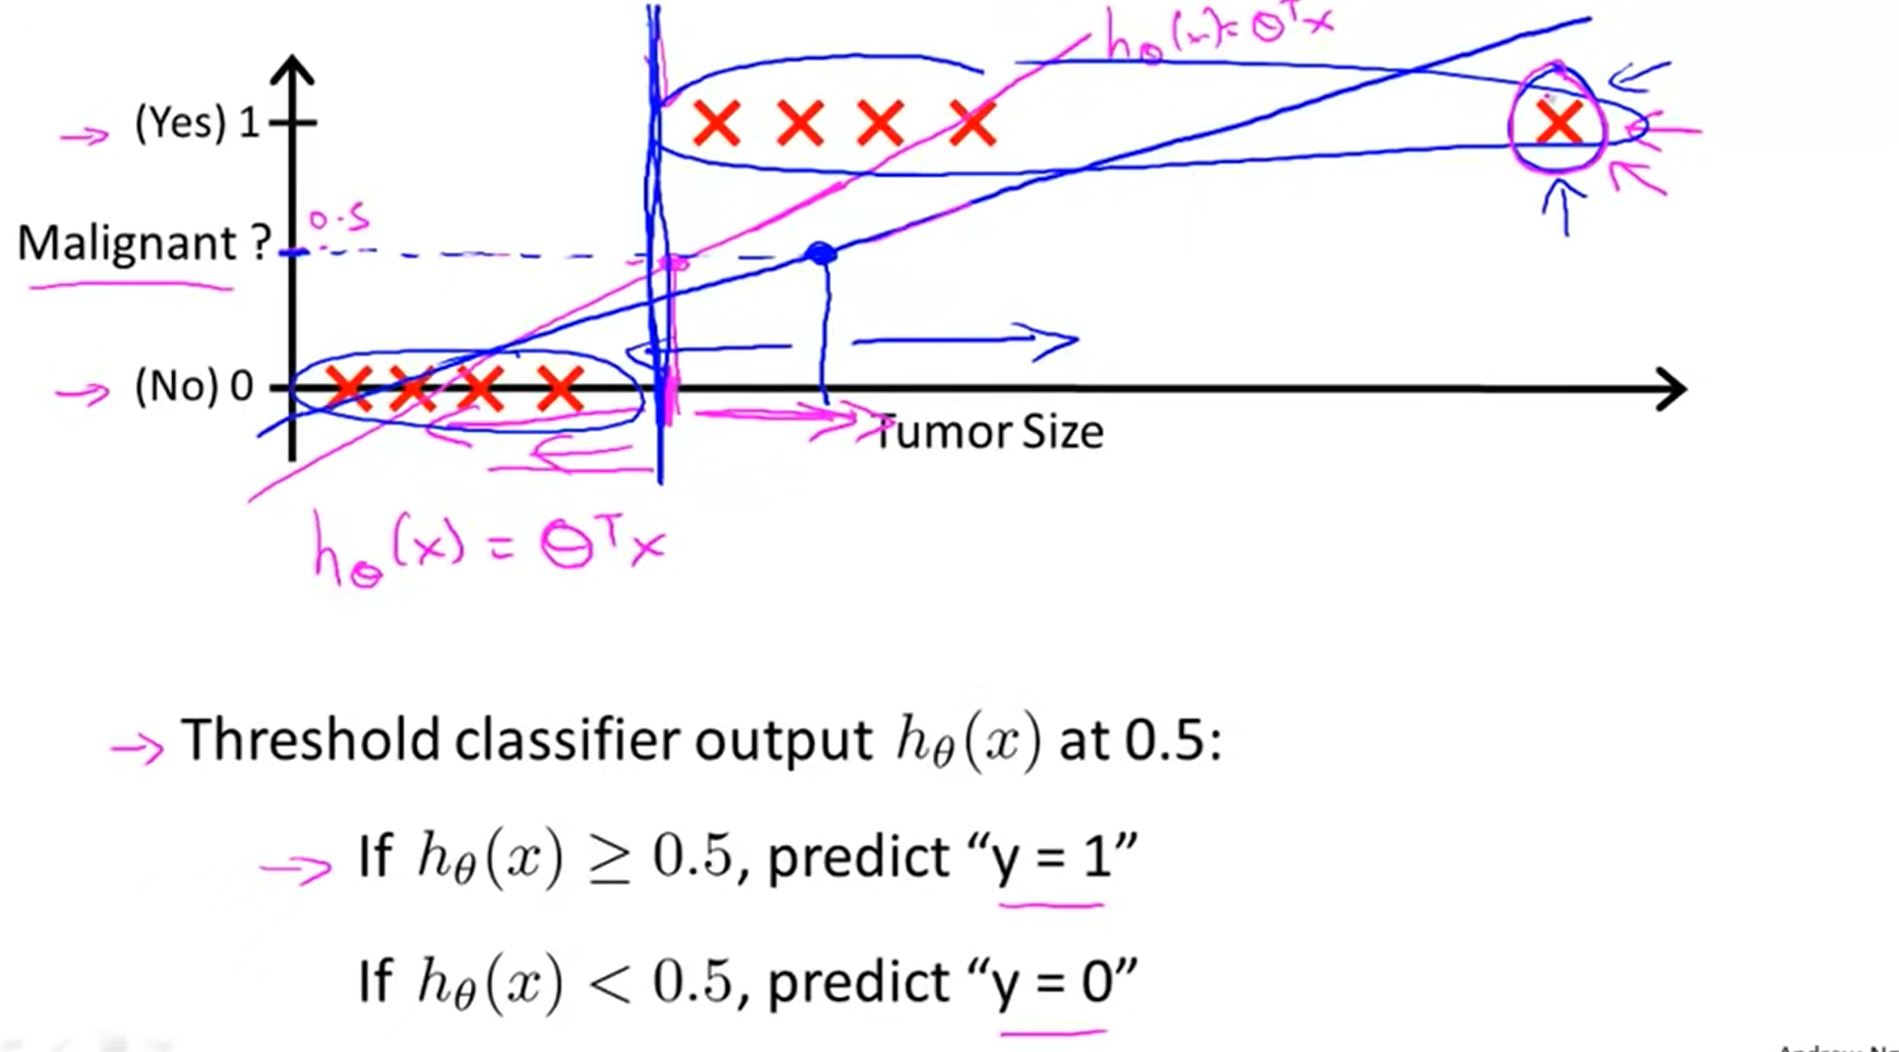 hθ(x) = θᵀx
(Yes) 1
0.5
Malignant ?
(No) 0
Tumor Size
hθ(x) = θᵀx
Threshold classifier output hθ(x) at 0.5:
If hθ(x) ≥ 0.5, predict “y = 1”
If hθ(x) < 0.5, predict “y = 0”
Andrew